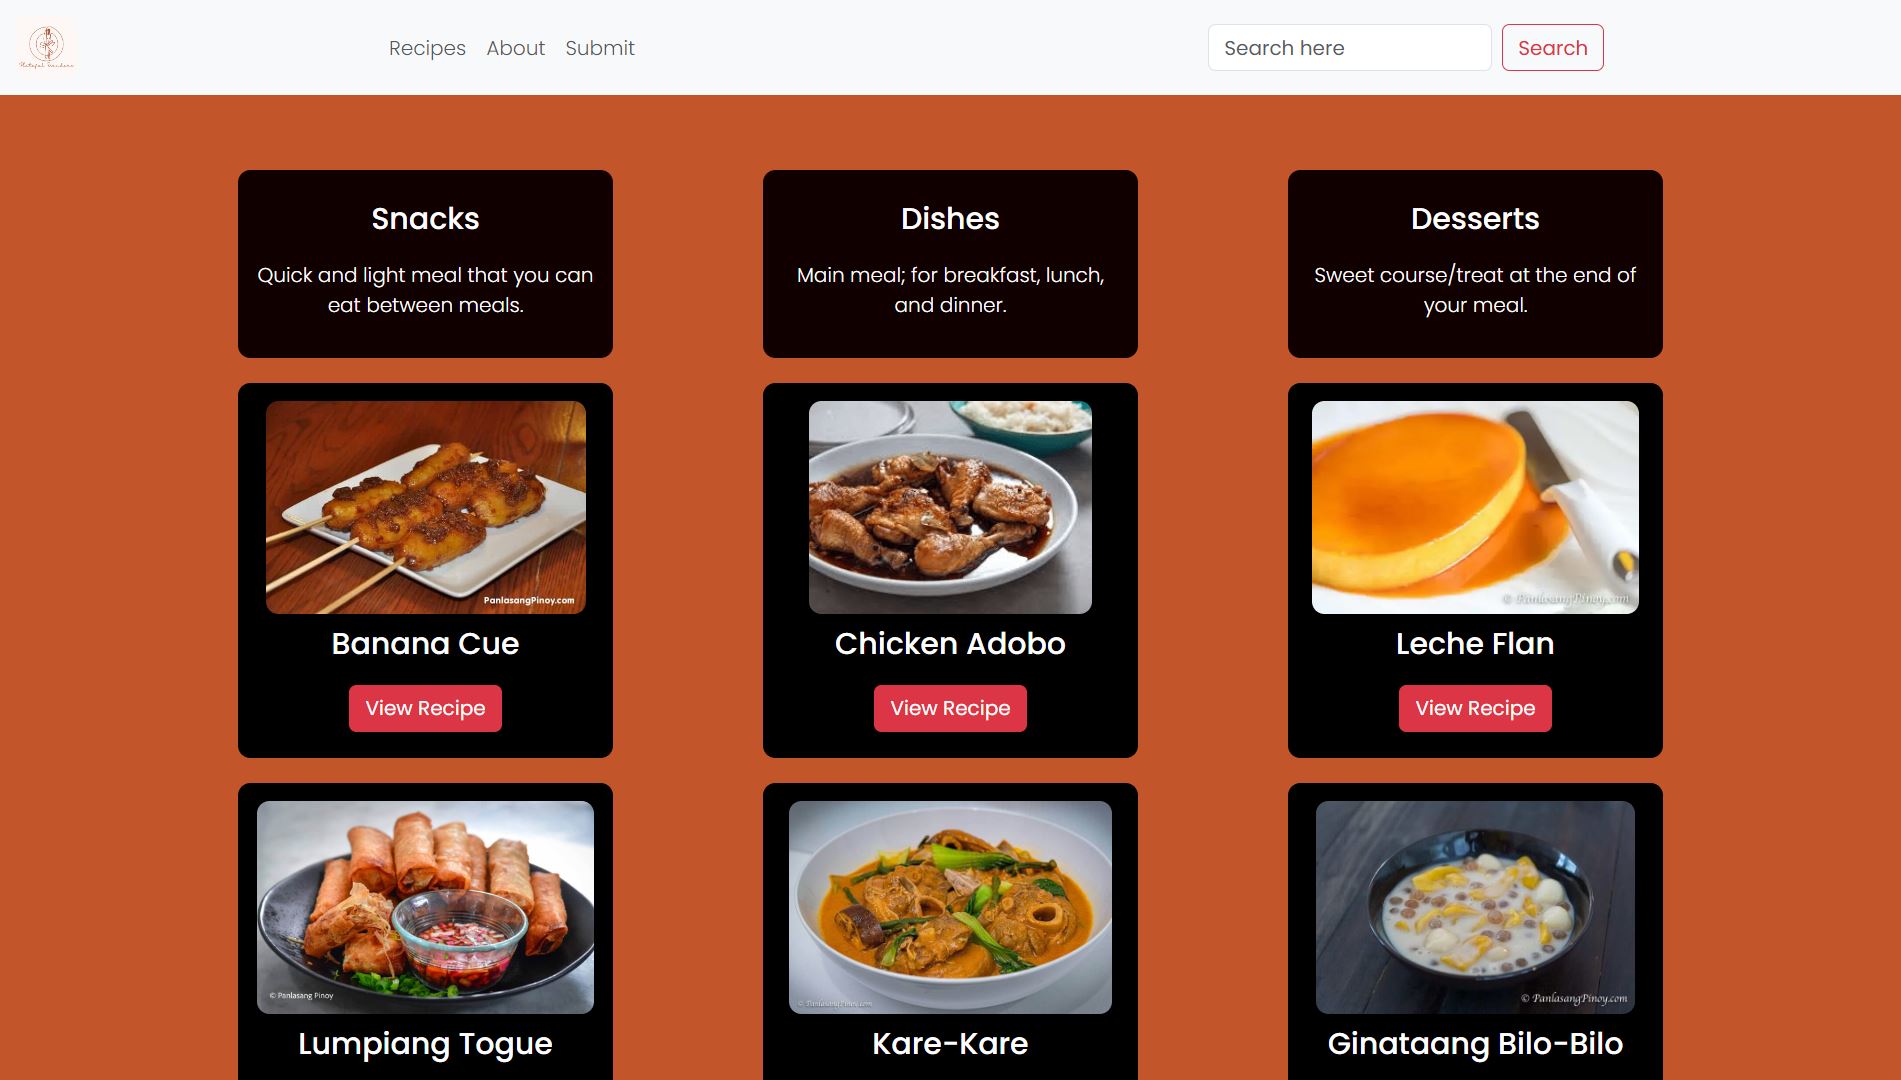 Recipes About Submit
Search here
Search
Snacks
Quick and light meal that you can
eat between meals.
Dishes
Main meal; for breakfast, lunch,
and dinner.
Desserts
Sweet course/treat at the end of
your meal.
PanlasangPinoy.com
© PanlasangPinoy.com
Banana Cue
Chicken Adobo
Leche Flan
View Recipe
View Recipe
View Recipe
© Panlasang Pinoy
© PanlasangPinoy.com
© PanlasangPinoy.com
Lumpiang Togue
Kare-Kare
Ginataang Bilo-Bilo